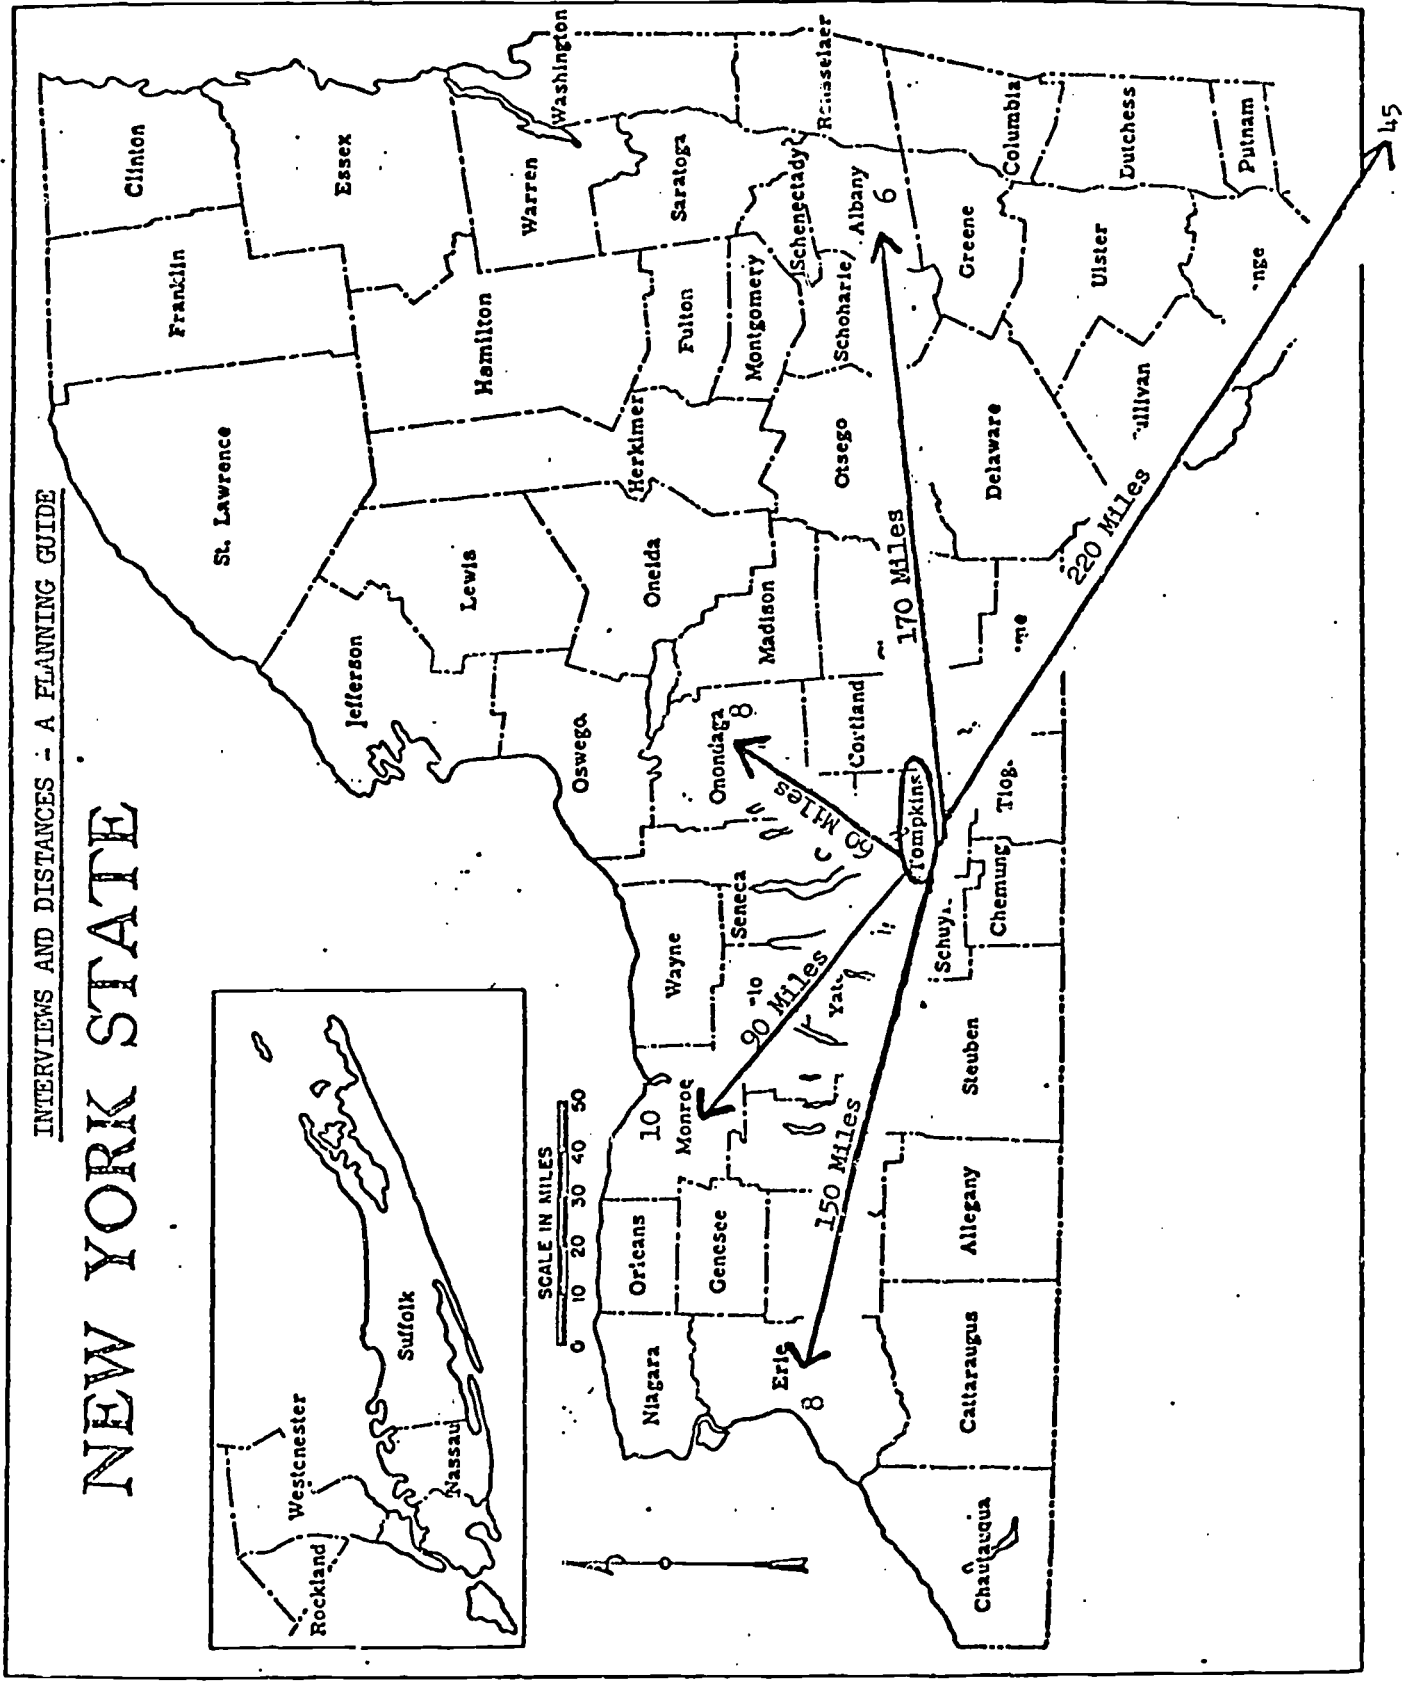 INTERVIEWS AND DISTANCES - A PLANNING GUIDE
NEW YORK STATE
Clinton
Franklin
St. Lawrence
Essex
Jefferson
Lewis
Hamilton
Warren
Washington
Oswego
Oneida
Herkimer
Fulton
Saratoga
Montgomery
Schenectady
Rensselaer
Niagara
Orleans
Monroe
10
Wayne
Seneca
Onondaga
8
Madison
Genesee
Erie
8
Cortland
Otsego
Schoharie
Albany
6
Tompkins
Chautauqua
Cattaraugus
Allegany
Steuben
Chemung
Delaware
Greene
Columbia
Ulster
Dutchess
Putnam
150 Miles
90 Miles
60 Miles
170 Miles
220 Miles
45
SCALE IN MILES
0 10 20 30 40 50
Rockland
Westchester
Nassau
Suffolk